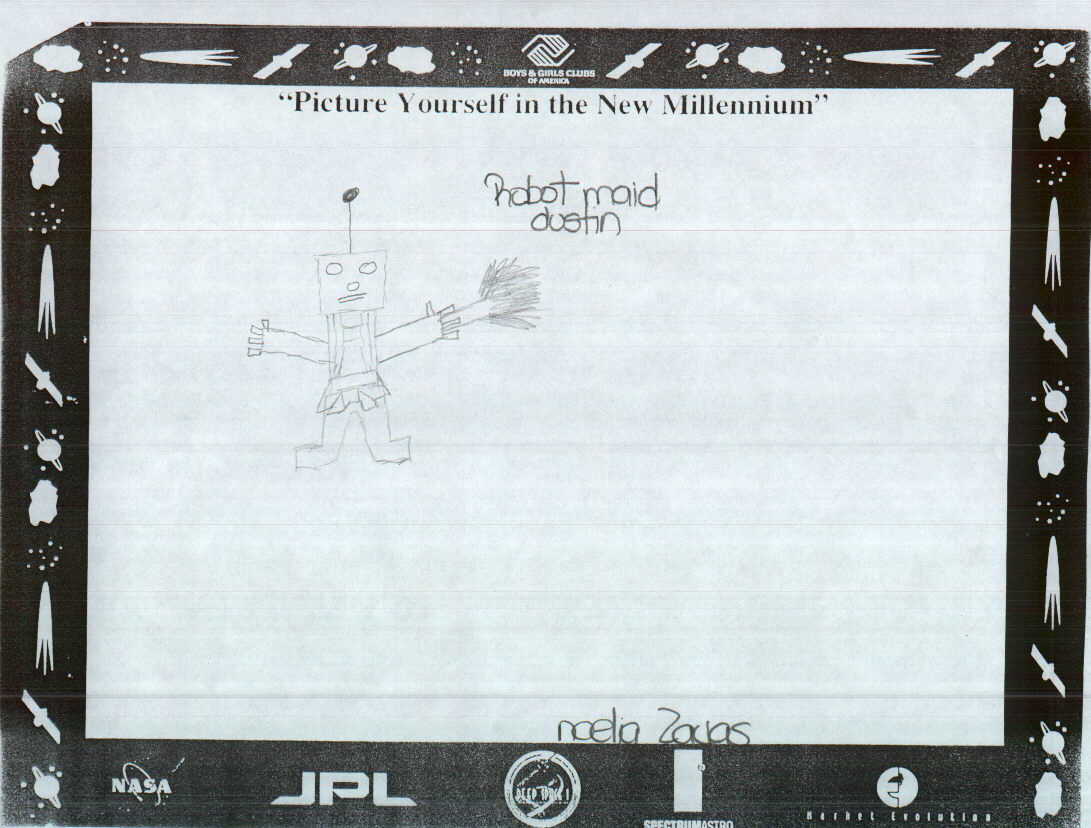 BOYS & GIRLS CLUBS
OF AMERICA
“Picture Yourself in the New Millennium”
Robot maid
dustin
noelia Zacias
NASA
JPL
DEEP SPACE 1
SPECTRUMASTRO
Market Evolution